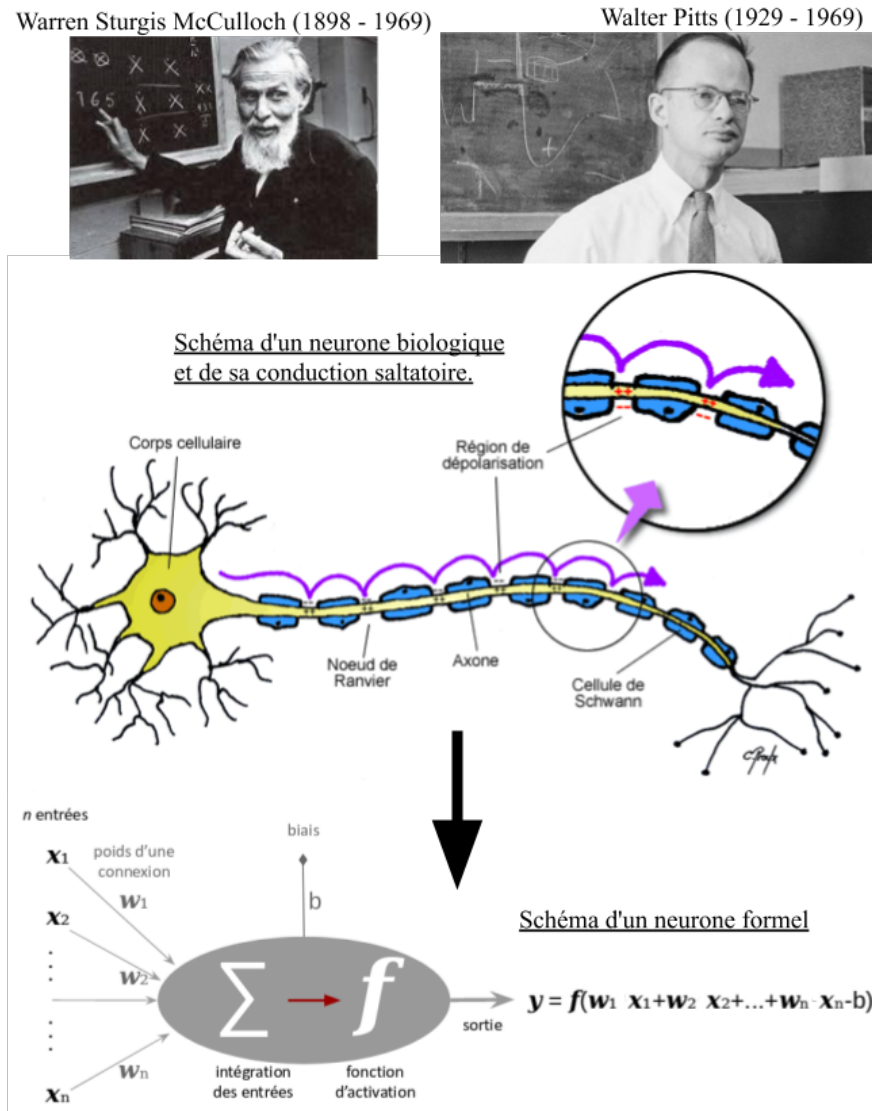 Warren Sturgis McCulloch (1898 - 1969)
Walter Pitts (1929 - 1969)
165
Schéma d'un neurone biologique
et de sa conduction saltatoire.
Corps cellulaire
Région de
dépolarisation
Noeud de
Ranvier
Axone
Cellule de
Schwann
n entrées
x1
poids d'une
connexion
w1
biais
b
x2
w2
Schéma d'un neurone formel
∑
f
y = f(w1 x1+w2 x2+...+wn·xn-b)
sortie
wn
xn
intégration
des entrées
fonction
d'activation